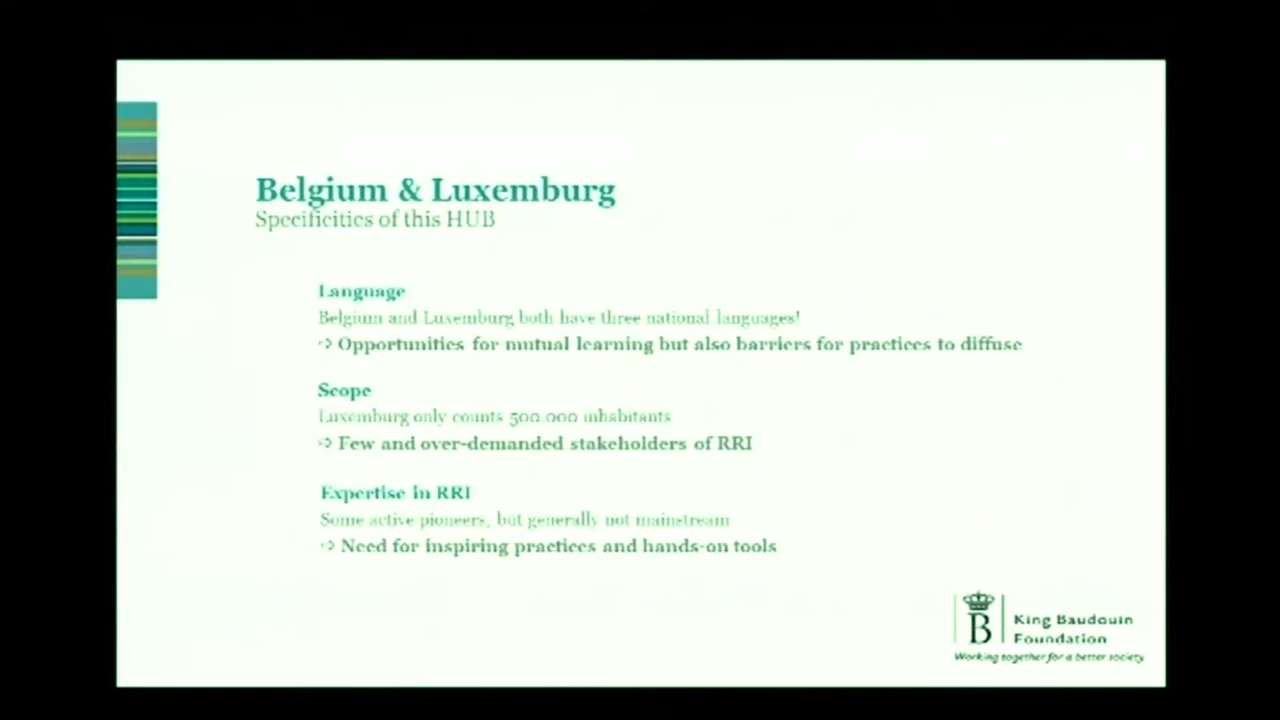 Belgium & Luxemburg
Specificities of this HUB
Language
Belgium and Luxemburg both have three national languages!
➩ Opportunities for mutual learning but also barriers for practices to diffuse
Scope
Luxemburg only counts 500.000 inhabitants
➩ Few and over-demanded stakeholders of RRI
Expertise in RRI
Some active pioneers, but generally not mainstream
➩ Need for inspiring practices and hands-on tools
B
King Baudouin
Foundation
Working together for a better society